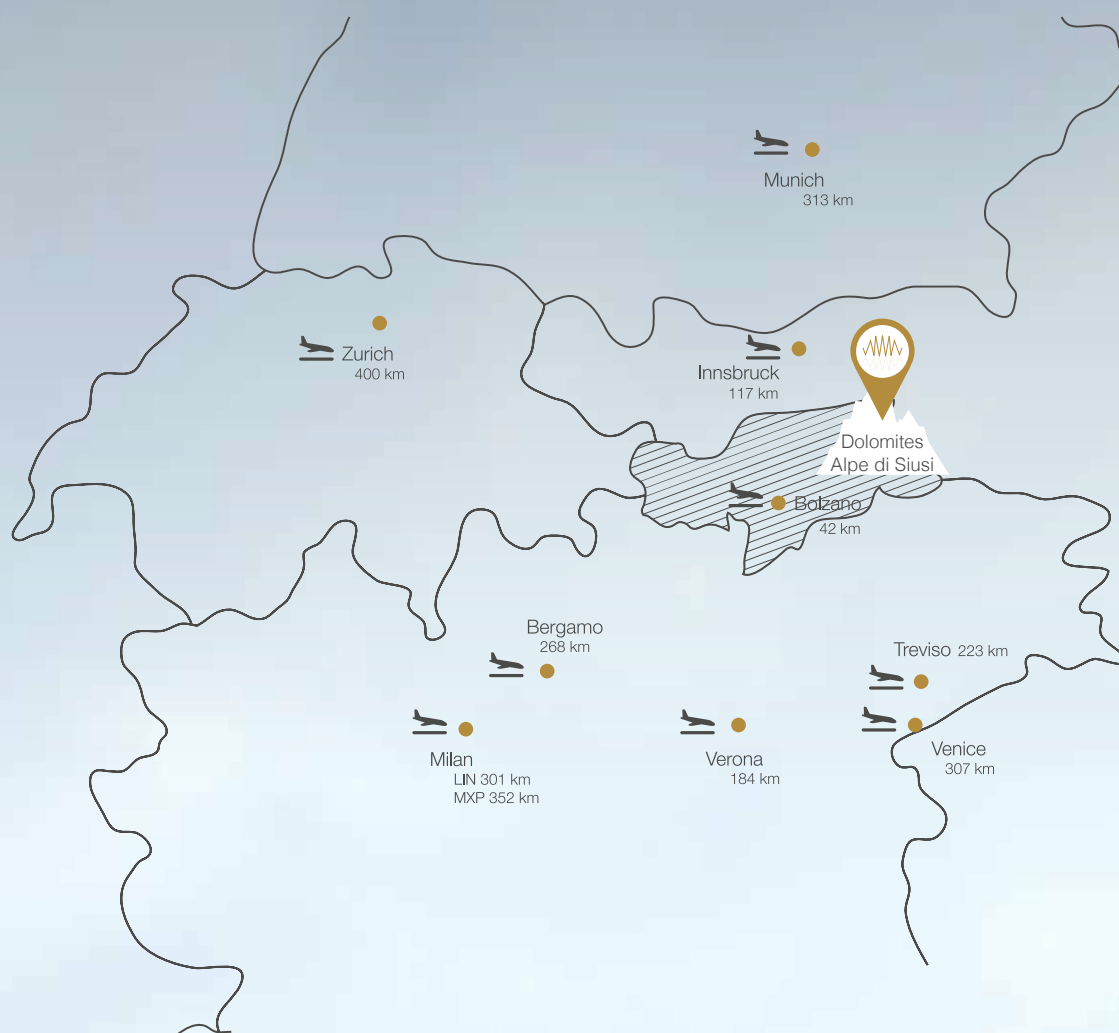 Munich
313 km
Zurich
400 km
Innsbruck
117 km
Dolomites
Alpe di Siusi
Bolzano
42 km
Bergamo
268 km
Treviso 223 km
Milan
LIN 301 km
MXP 352 km
Verona
184 km
Venice
307 km